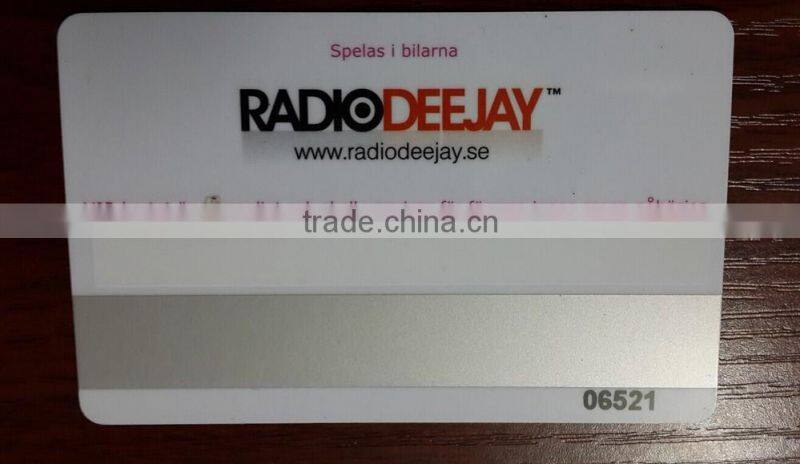 Spelas i bilarna
RADIODEEJAY™
www.radiodeejay.se
trade.china.cn
06521